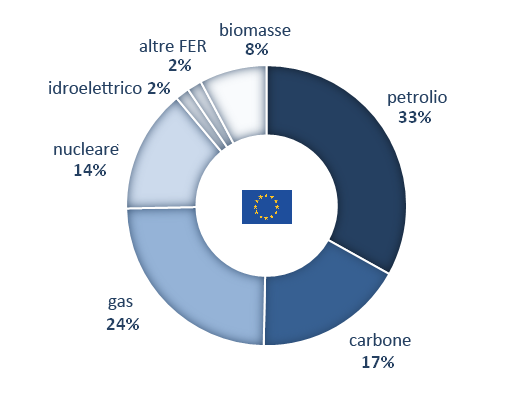 biomasse
8%
altre FER
2%
idroelettrico 2%
nucleare
14%
gas
24%
petrolio
33%
carbone
17%